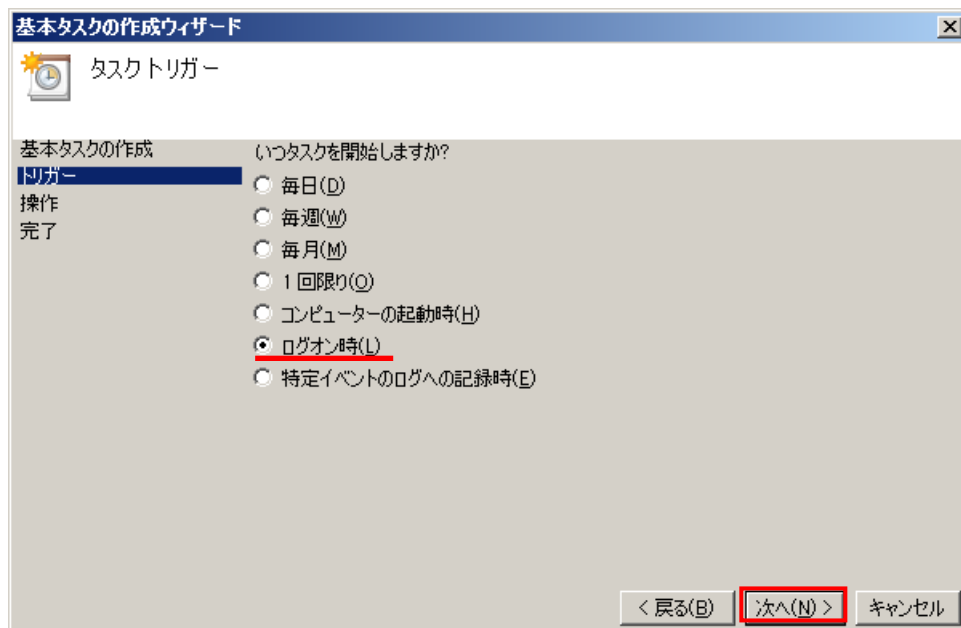 基本タスクの作成ウィザード
タスク トリガー
基本タスクの作成
トリガー
操作
完了
いつタスクを開始しますか?
毎日(D)
毎週(W)
毎月(M)
1 回限り(O)
コンピューターの起動時(H)
ログオン時(L)
特定イベントのログへの記録時(E)
< 戻る(B)
次へ(N) >
キャンセル